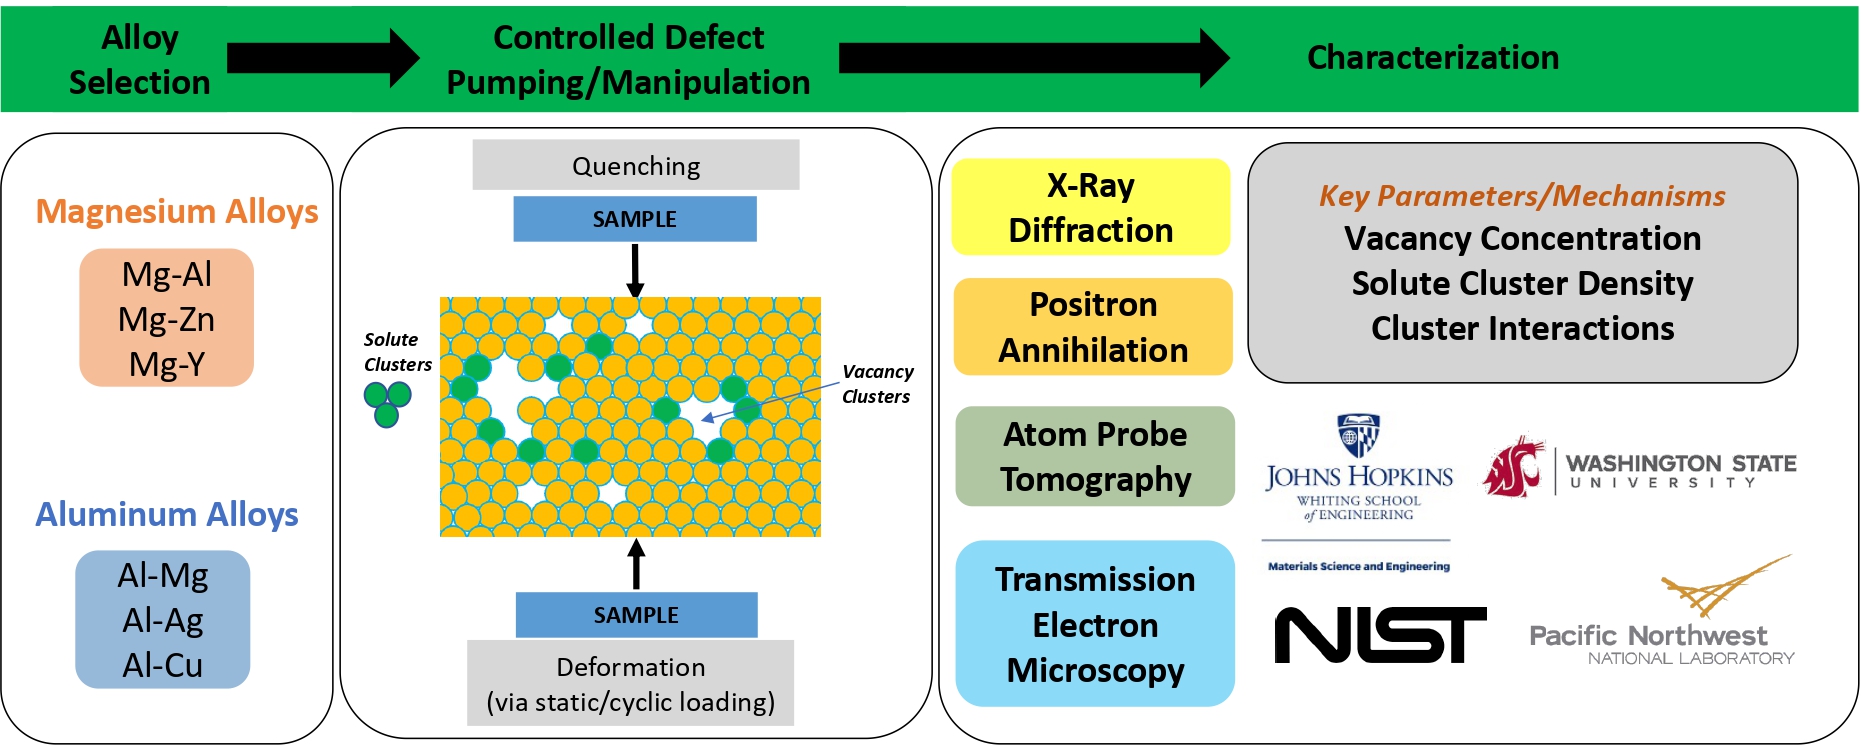 Alloy
Selection
Controlled Defect
Pumping/Manipulation
Characterization
Magnesium Alloys
Mg-Al
Mg-Zn
Mg-Y
Aluminum Alloys
Al-Mg
Al-Ag
Al-Cu
Quenching
SAMPLE
Solute
Clusters
Vacancy
Clusters
SAMPLE
Deformation
(via static/cyclic loading)
X-Ray
Diffraction
Positron
Annihilation
Atom Probe
Tomography
Transmission
Electron
Microscopy
Key Parameters/Mechanisms
Vacancy Concentration
Solute Cluster Density
Cluster Interactions
JOHNS HOPKINS
WHITING SCHOOL
of ENGINEERING
Materials Science and Engineering
WASHINGTON STATE
UNIVERSITY
NIST
Pacific Northwest
NATIONAL LABORATORY